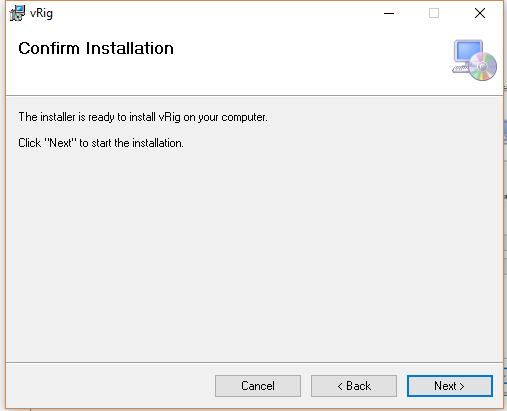 vRig
Confirm Installation
The installer is ready to install vRig on your computer.
Click "Next" to start the installation.
Cancel
< Back
Next >